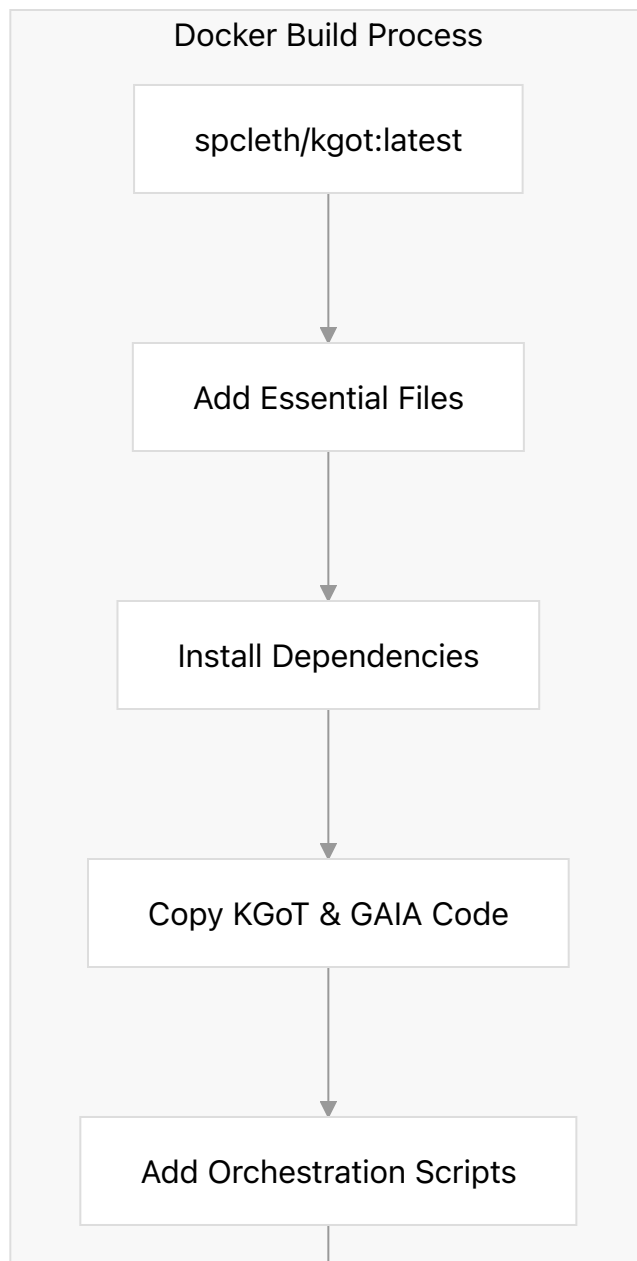 Docker Build Process
spcleth/kgot:latest
Add Essential Files
Install Dependencies
Copy KGoT & GAIA Code
Add Orchestration Scripts